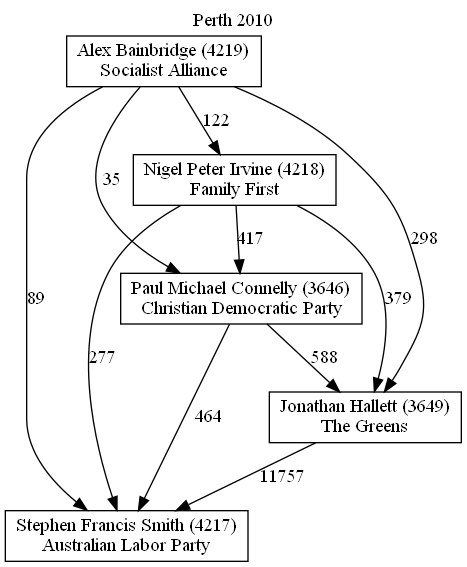 Perth 2010
Alex Bainbridge (4219)
Socialist Alliance
122
35
Nigel Peter Irvine (4218)
Family First
417
298
89
Paul Michael Connelly (3646)
Christian Democratic Party
379
277
588
464
Jonathan Hallett (3649)
The Greens
11757
Stephen Francis Smith (4217)
Australian Labor Party